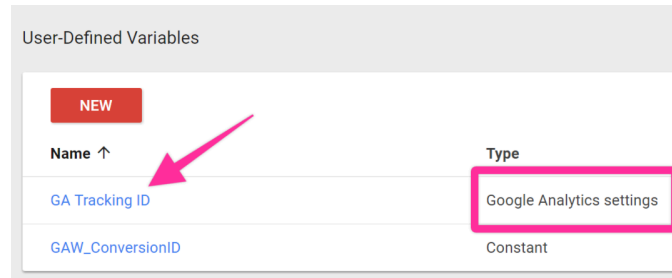 User-Defined Variables
NEW
Name ↑ Type
GA Tracking ID Google Analytics settings
GAW_ConversionID Constant